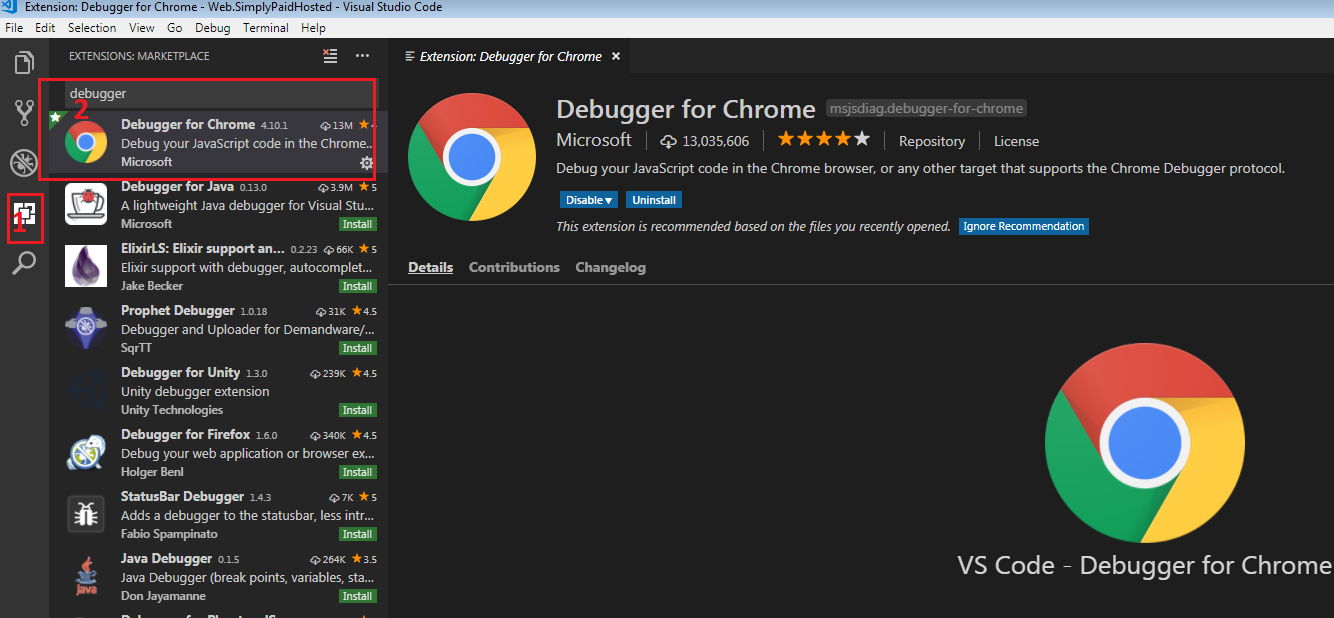 Extension: Debugger for Chrome - Web.SimplyPaidHosted - Visual Studio Code
File Edit Selection View Go Debug Terminal Help
EXTENSIONS: MARKETPLACE
debugger
1
2
Debugger for Chrome 4.10.1 13M
Debug your JavaScript code in the Chrome...
Microsoft
Debugger for Java 0.13.0 3.9M 5
A lightweight Java debugger for Visual Stu...
Microsoft Install
ElixirLS: Elixir support an... 0.2.23 66K 5
Elixir support with debugger, autocomplet...
Jake Becker Install
Prophet Debugger 1.0.18 31K 4.5
Debugger and Uploader for Demandware/...
SqrTT Install
Debugger for Unity 1.3.0 239K 4.5
Unity debugger extension
Unity Technologies Install
Debugger for Firefox 1.6.0 340K 4.5
Debug your web application or browser ex...
Holger Benl Install
StatusBar Debugger 1.4.3 7K 5
Adds a debugger to the statusbar, less intr...
Fabio Spampinato Install
Java Debugger 0.1.5 264K 3.5
Java Debugger (break points, variables, sta...
Don Jayamanne Install
Java
Extension: Debugger for Chrome
Debugger for Chrome msjsdiag.debugger-for-chrome
Microsoft 13,035,606 Repository License
Debug your JavaScript code in the Chrome browser, or any other target that supports the Chrome Debugger protocol.
Disable Uninstall
This extension is recommended based on the files you recently opened. Ignore Recommendation
Details Contributions Changelog
VS Code - Debugger for Chrome